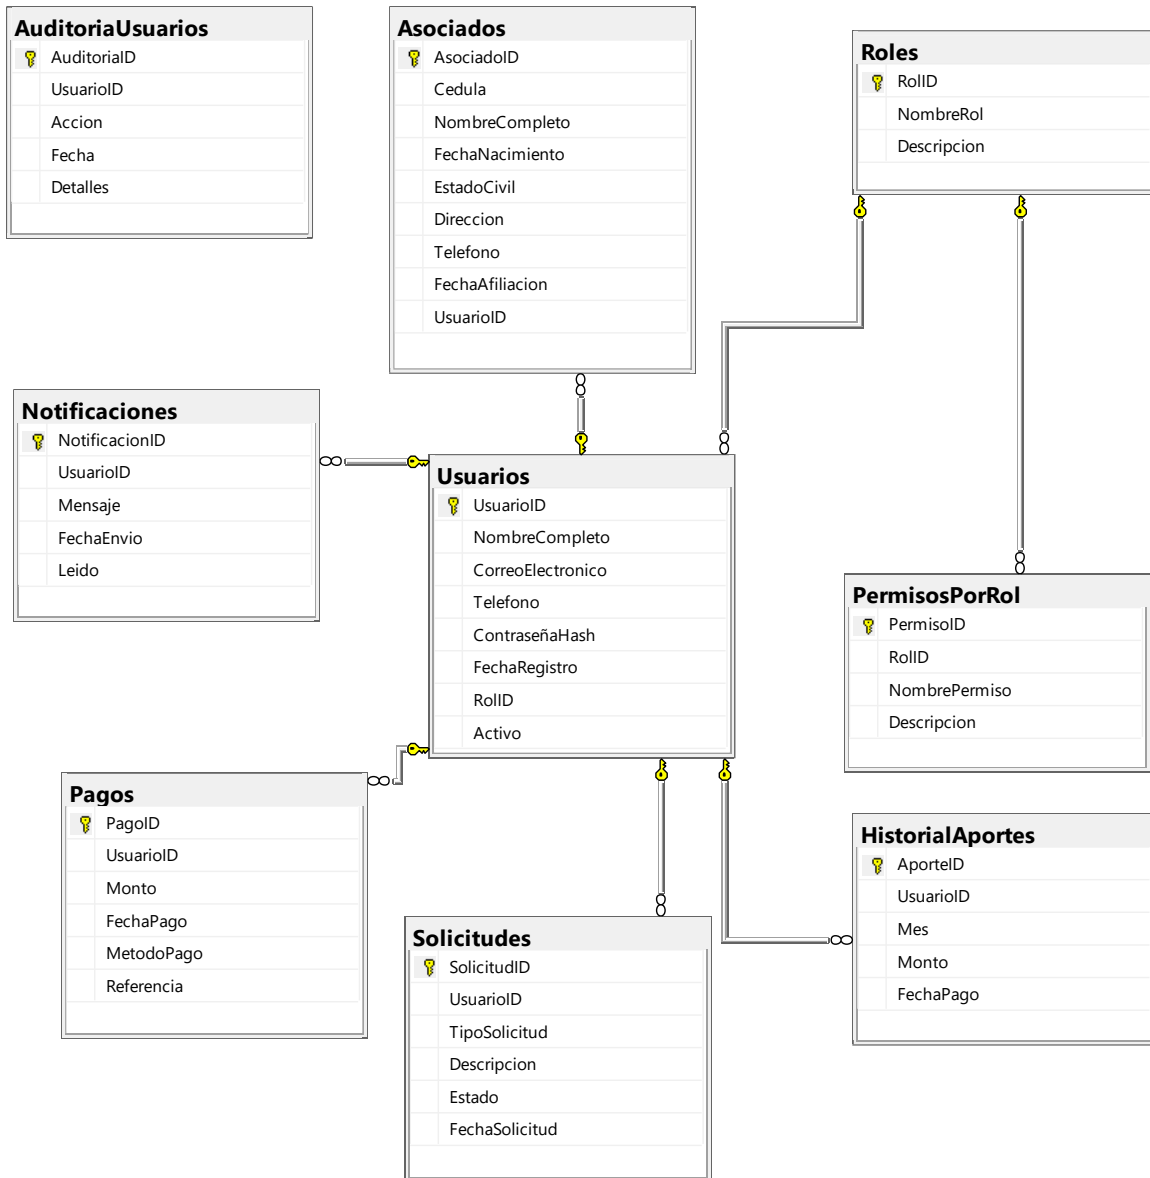 AuditoriaUsuarios
AuditoriaID
UsuarioID
Accion
Fecha
Detalles
Asociados
AsociadoID
Cedula
NombreCompleto
FechaNacimiento
EstadoCivil
Direccion
Telefono
FechaAfiliacion
UsuarioID
Roles
RolID
NombreRol
Descripcion
Notificaciones
NotificacionID
UsuarioID
Mensaje
FechaEnvio
Leido
Usuarios
UsuarioID
NombreCompleto
CorreoElectronico
Telefono
ContraseñaHash
FechaRegistro
RolID
Activo
PermisosPorRol
PermisoID
RolID
NombrePermiso
Descripcion
Pagos
PagoID
UsuarioID
Monto
FechaPago
MetodoPago
Referencia
Solicitudes
SolicitudID
UsuarioID
TipoSolicitud
Descripcion
Estado
FechaSolicitud
HistorialAportes
AporteID
UsuarioID
Mes
Monto
FechaPago